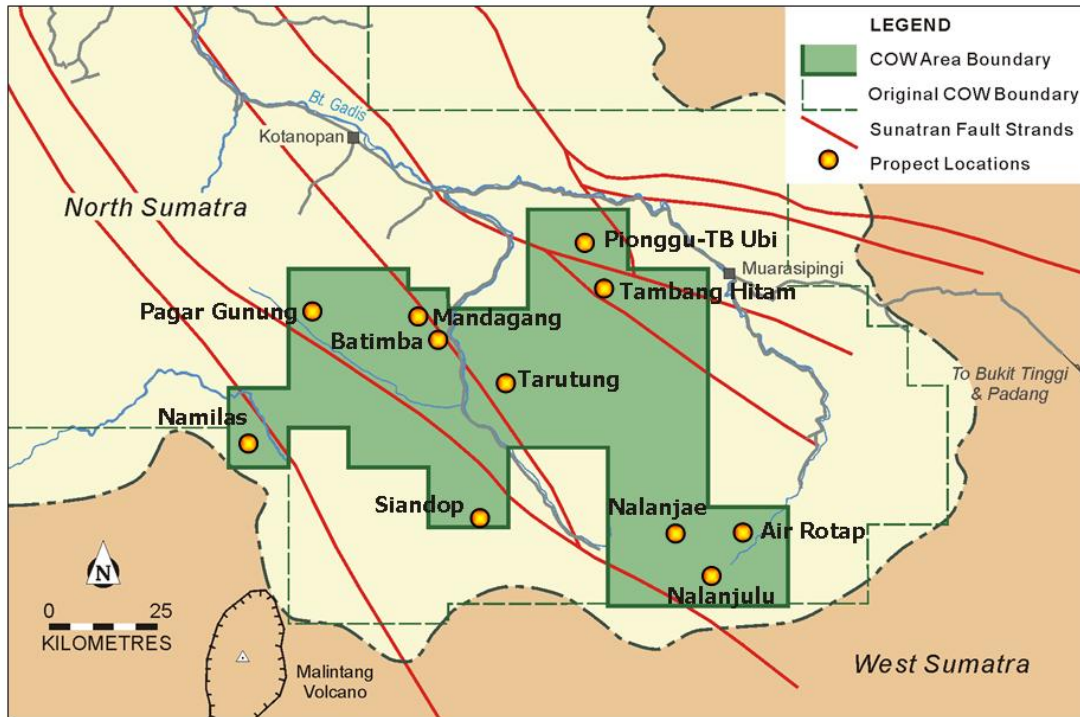 LEGEND
COW Area Boundary
Original COW Boundary
Sunatran Fault Strands
Propect Locations
Bt. Gadis
Kotanopan
North Sumatra
Pionggu-TB Ubi
Muarasipingi
Tambang Hitam
Pagar Gunung
Mandagang
Batimba
Tarutung
To Bukit Tinggi
& Padang
Namilas
Siandop
Nalanjae
Air Rotap
Nalanjulu
N
0 25
KILOMETRES
Malintang
Volcano
West Sumatra